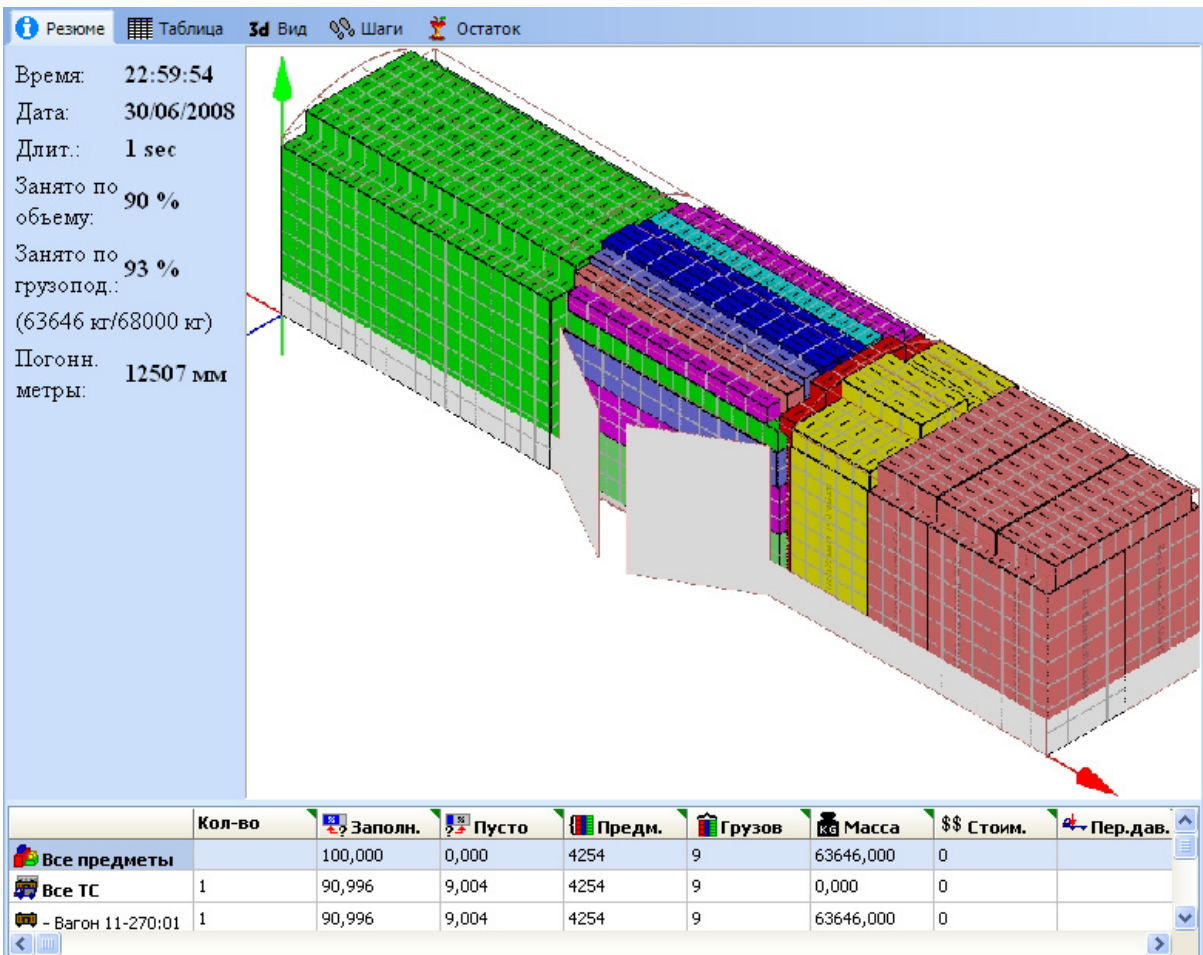 Резюме Таблица 3d Вид Шаги Остаток
Время: 22:59:54
Дата: 30/06/2008
Длит.: 1 sec
Занято по
объему: 90 %
Занято по
грузопод.: 93 %
(63646 кг/68000 кг)
Погонн.
метры: 12507 мм
Кол-во Заполн. Пусто Предм. Грузов Масса $$ Стоим. Пер.дав.
Все предметы 100,000 0,000 4254 9 63646,000 0
Все ТС 1 90,996 9,004 4254 9 0,000 0
- Вагон 11-270:01 1 90,996 9,004 4254 9 63646,000 0